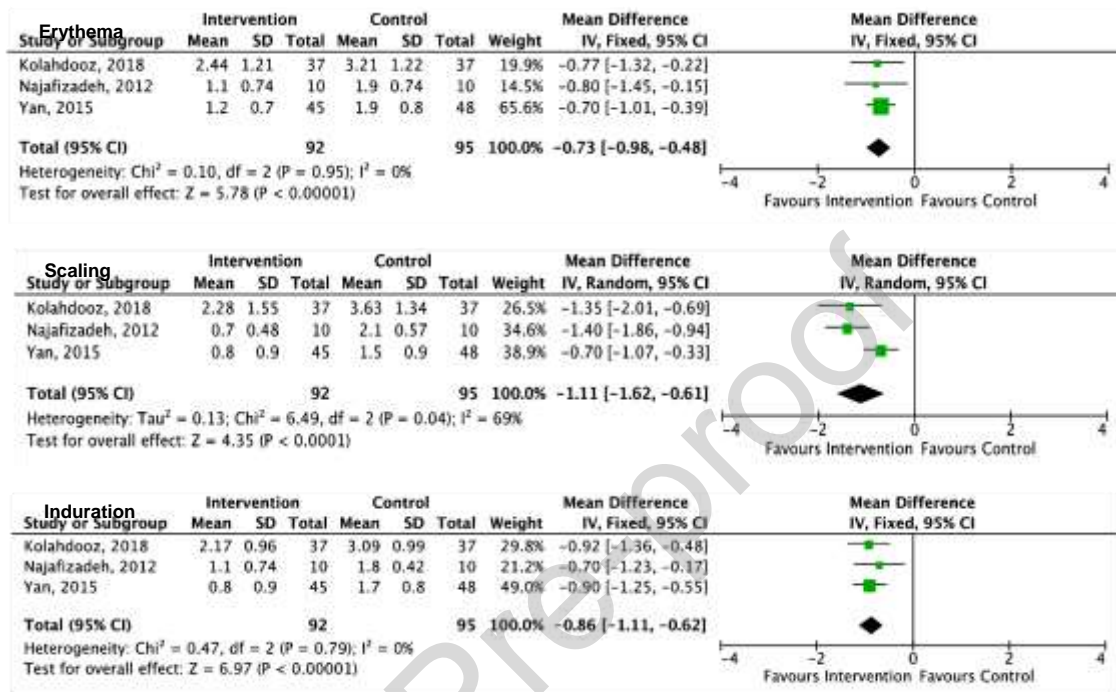 Erythema Intervention Control Mean Difference Mean Difference
Study or Subgroup Mean SD Total Mean SD Total Weight IV, Fixed, 95% CI IV, Fixed, 95% CI
Kolahdooz, 2018 2.44 1.21 37 3.21 1.22 37 19.9% −0.77 [−1.32, −0.22]
Najafizadeh, 2012 1.1 0.74 10 1.9 0.74 10 14.5% −0.80 [−1.45, −0.15]
Yan, 2015 1.2 0.7 45 1.9 0.8 48 65.6% −0.70 [−1.01, −0.39]
Total (95% CI) 92 95 100.0% −0.73 [−0.98, −0.48]
Heterogeneity: Chi² = 0.10, df = 2 (P = 0.95); I² = 0%
Test for overall effect: Z = 5.78 (P < 0.00001)
−4 −2 0 2 4
Favours Intervention Favours Control
Scaling Intervention Control Mean Difference Mean Difference
Study or Subgroup Mean SD Total Mean SD Total Weight IV, Random, 95% CI IV, Random, 95% CI
Kolahdooz, 2018 2.28 1.55 37 3.63 1.34 37 26.5% −1.35 [−2.01, −0.69]
Najafizadeh, 2012 0.7 0.48 10 2.1 0.57 10 34.6% −1.40 [−1.86, −0.94]
Yan, 2015 0.8 0.9 45 1.5 0.9 48 38.9% −0.70 [−1.07, −0.33]
Total (95% CI) 92 95 100.0% −1.11 [−1.62, −0.61]
Heterogeneity: Tau² = 0.13; Chi² = 6.49, df = 2 (P = 0.04); I² = 69%
Test for overall effect: Z = 4.35 (P < 0.0001)
−4 −2 0 2 4
Favours Intervention Favours Control
Induration Intervention Control Mean Difference Mean Difference
Study or Subgroup Mean SD Total Mean SD Total Weight IV, Fixed, 95% CI IV, Fixed, 95% CI
Kolahdooz, 2018 2.17 0.96 37 3.09 0.99 37 29.8% −0.92 [−1.36, −0.48]
Najafizadeh, 2012 1.1 0.74 10 1.8 0.42 10 21.2% −0.70 [−1.23, −0.17]
Yan, 2015 0.8 0.9 45 1.7 0.8 48 49.0% −0.90 [−1.25, −0.55]
Total (95% CI) 92 95 100.0% −0.86 [−1.11, −0.62]
Heterogeneity: Chi² = 0.47, df = 2 (P = 0.79); I² = 0%
Test for overall effect: Z = 6.97 (P < 0.00001)
−4 −2 0 2 4
Favours Intervention Favours Control
Pre-proof